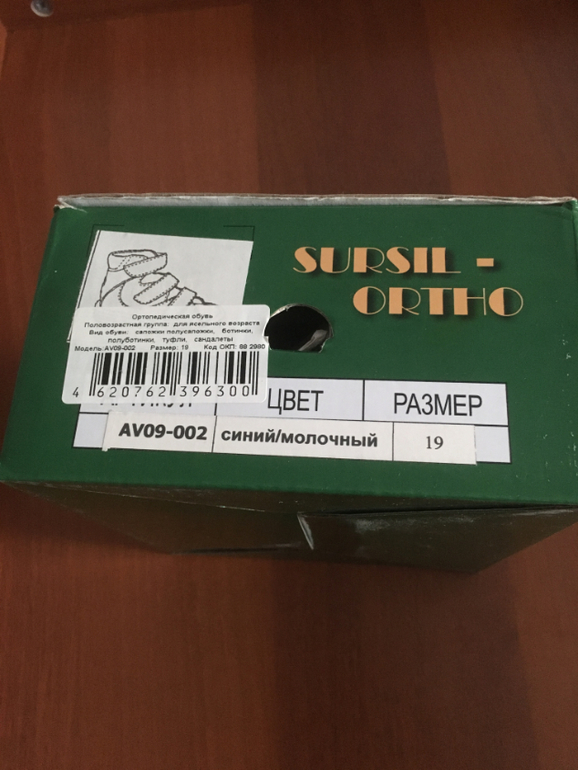 SURSIL -
ORTHO
Ортопедическая обувь
Половозрастная группа: для ясельного возраста
Вид обуви: сапожки полусапожки, ботинки,
полуботинки, туфли, сандалеты
Модель: AV09-002 Размер: 19 Код ОКП: 88 2980
4 620762 396300
ЦВЕТ РАЗМЕР
AV09-002 синий/молочный 19